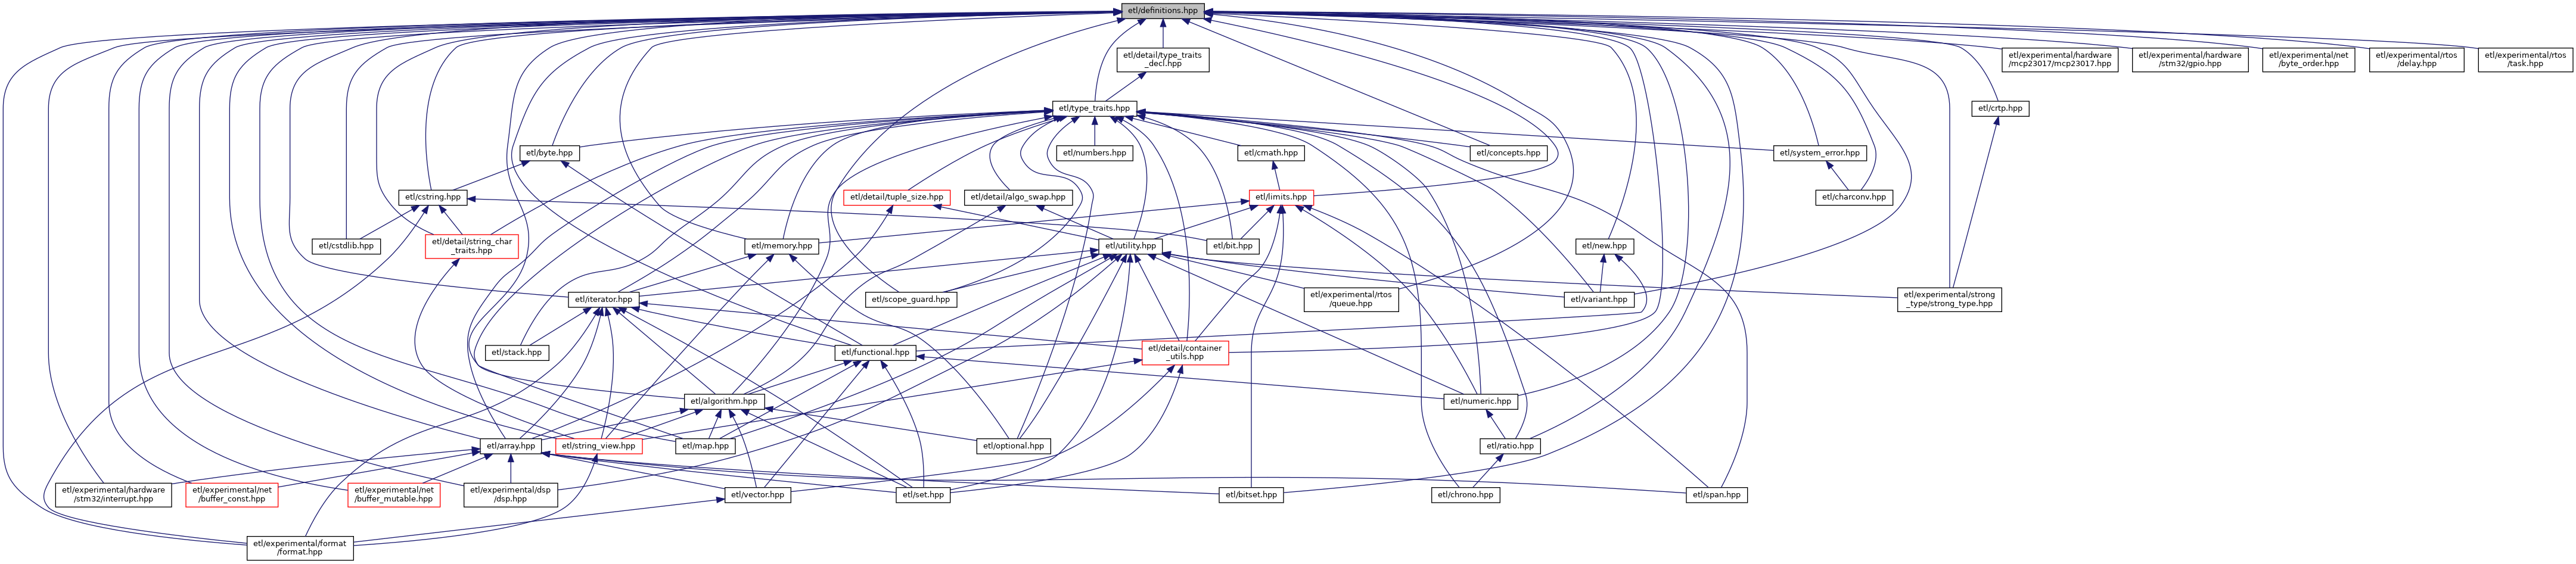 etl/definitions.hpp
etl/detail/type_traits
_decl.hpp
etl/experimental/hardware
/mcp23017/mcp23017.hpp
etl/experimental/hardware
/stm32/gpio.hpp
etl/experimental/net
/byte_order.hpp
etl/experimental/rtos
/delay.hpp
etl/experimental/rtos
/task.hpp
etl/type_traits.hpp
etl/crtp.hpp
etl/byte.hpp
etl/numbers.hpp
etl/cmath.hpp
etl/concepts.hpp
etl/system_error.hpp
etl/cstring.hpp
etl/detail/tuple_size.hpp
etl/detail/algo_swap.hpp
etl/limits.hpp
etl/charconv.hpp
etl/cstdlib.hpp
etl/detail/string_char
_traits.hpp
etl/memory.hpp
etl/utility.hpp
etl/bit.hpp
etl/new.hpp
etl/iterator.hpp
etl/scope_guard.hpp
etl/experimental/rtos
/queue.hpp
etl/variant.hpp
etl/experimental/strong
_type/strong_type.hpp
etl/stack.hpp
etl/functional.hpp
etl/detail/container
_utils.hpp
etl/algorithm.hpp
etl/numeric.hpp
etl/array.hpp
etl/string_view.hpp
etl/map.hpp
etl/optional.hpp
etl/ratio.hpp
etl/experimental/hardware
/stm32/interrupt.hpp
etl/experimental/net
/buffer_const.hpp
etl/experimental/net
/buffer_mutable.hpp
etl/experimental/dsp
/dsp.hpp
etl/vector.hpp
etl/set.hpp
etl/bitset.hpp
etl/chrono.hpp
etl/span.hpp
etl/experimental/format
/format.hpp